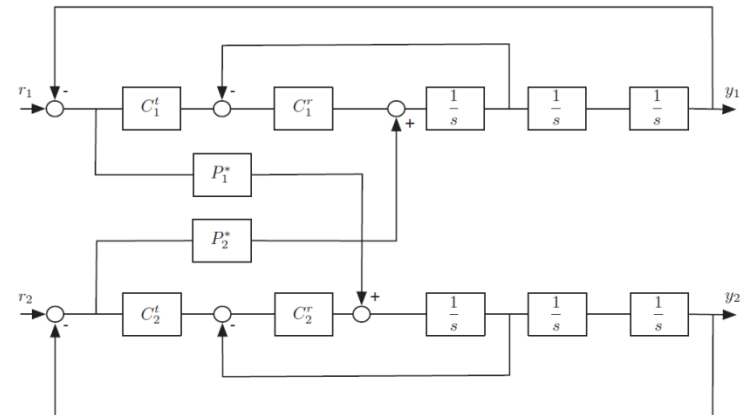 r₁ - C₁ᵗ - C₁ʳ + 1/s 1/s 1/s y₁
P₁*
P₂*
r₂ - C₂ᵗ - C₂ʳ + 1/s 1/s 1/s y₂